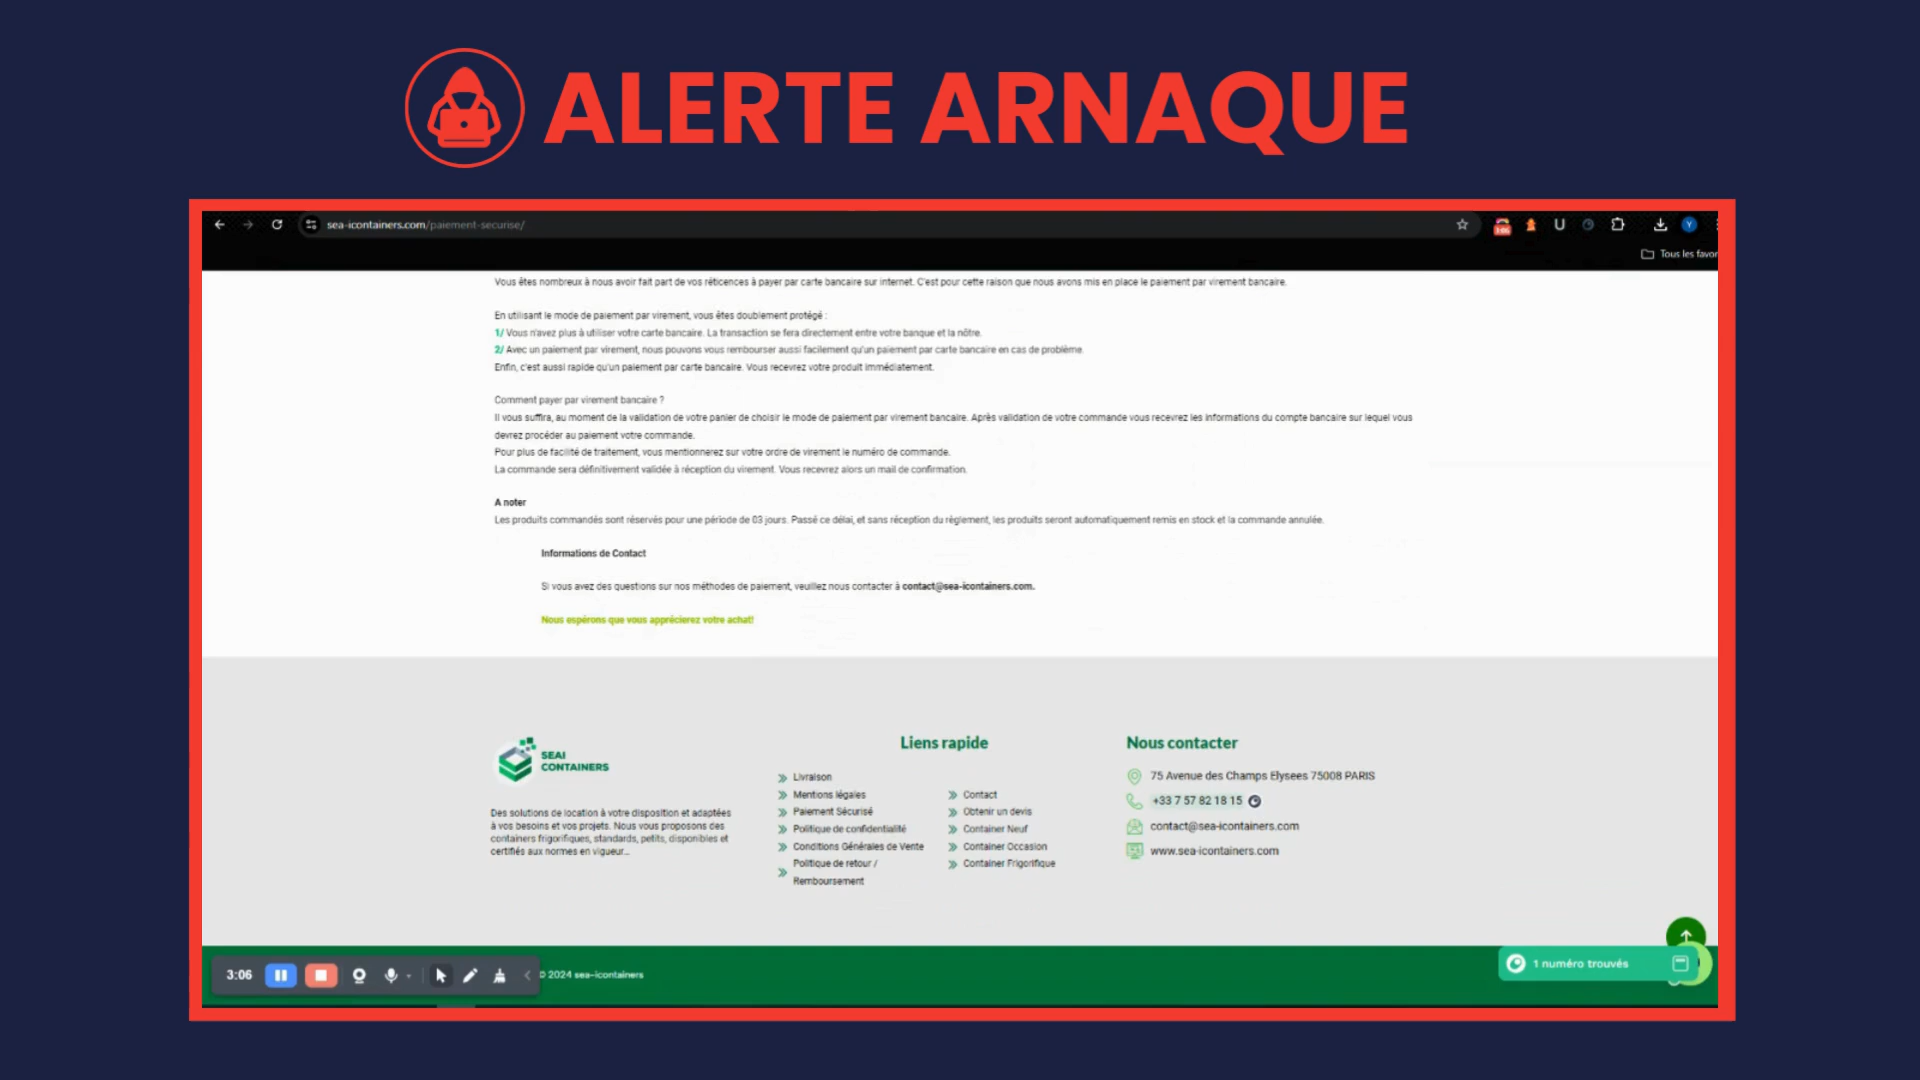 ALERTE ARNAQUE
sea-icontainers.com/paiement-securise/
U
Y
Tous les favor
Vous êtes nombreux à nous avoir fait part de vos réticences à payer par carte bancaire sur internet. C'est pour cette raison que nous avons mis en place le paiement par virement bancaire.
En utilisant le mode de paiement par virement, vous êtes doublement protégé :
1/ Vous n'avez plus à utiliser votre carte bancaire. La transaction se fera directement entre votre banque et la nôtre.
2/ Avec un paiement par virement, nous pouvons vous rembourser aussi facilement qu'un paiement par carte bancaire en cas de problème.
Enfin, c'est aussi rapide qu'un paiement par carte bancaire. Vous recevrez votre produit immédiatement.
Comment payer par virement bancaire ?
Il vous suffira, au moment de la validation de votre panier de choisir le mode de paiement par virement bancaire. Après validation de votre commande vous recevrez les informations du compte bancaire sur lequel vous
devrez procéder au paiement votre commande.
Pour plus de facilité de traitement, vous mentionnerez sur votre ordre de virement le numéro de commande.
La commande sera définitivement validée à réception du virement. Vous recevrez alors un mail de confirmation.
A noter
Les produits commandés sont réservés pour une période de 03 jours. Passé ce délai, et sans réception du règlement, les produits seront automatiquement remis en stock et la commande annulée.
Informations de Contact
Si vous avez des questions sur nos méthodes de paiement, veuillez nous contacter à contact@sea-icontainers.com.
Nous espérons que vous apprécierez votre achat!
SEAI
CONTAINERS
Des solutions de location à votre disposition et adaptées
à vos besoins et vos projets. Nous vous proposons des
containers frigorifiques, standards, petits, disponibles et
certifiés aux normes en vigueur...
Liens rapide
Livraison
Mentions légales
Paiement Sécurisé
Politique de confidentialité
Conditions Générales de Vente
Politique de retour /
Remboursement
Contact
Obtenir un devis
Container Neuf
Container Occasion
Container Frigorifique
Nous contacter
75 Avenue des Champs Elysees 75008 PARIS
+33 7 57 82 18 15
contact@sea-icontainers.com
www.sea-icontainers.com
3:06
© 2024 sea-icontainers
1 numéro trouvés